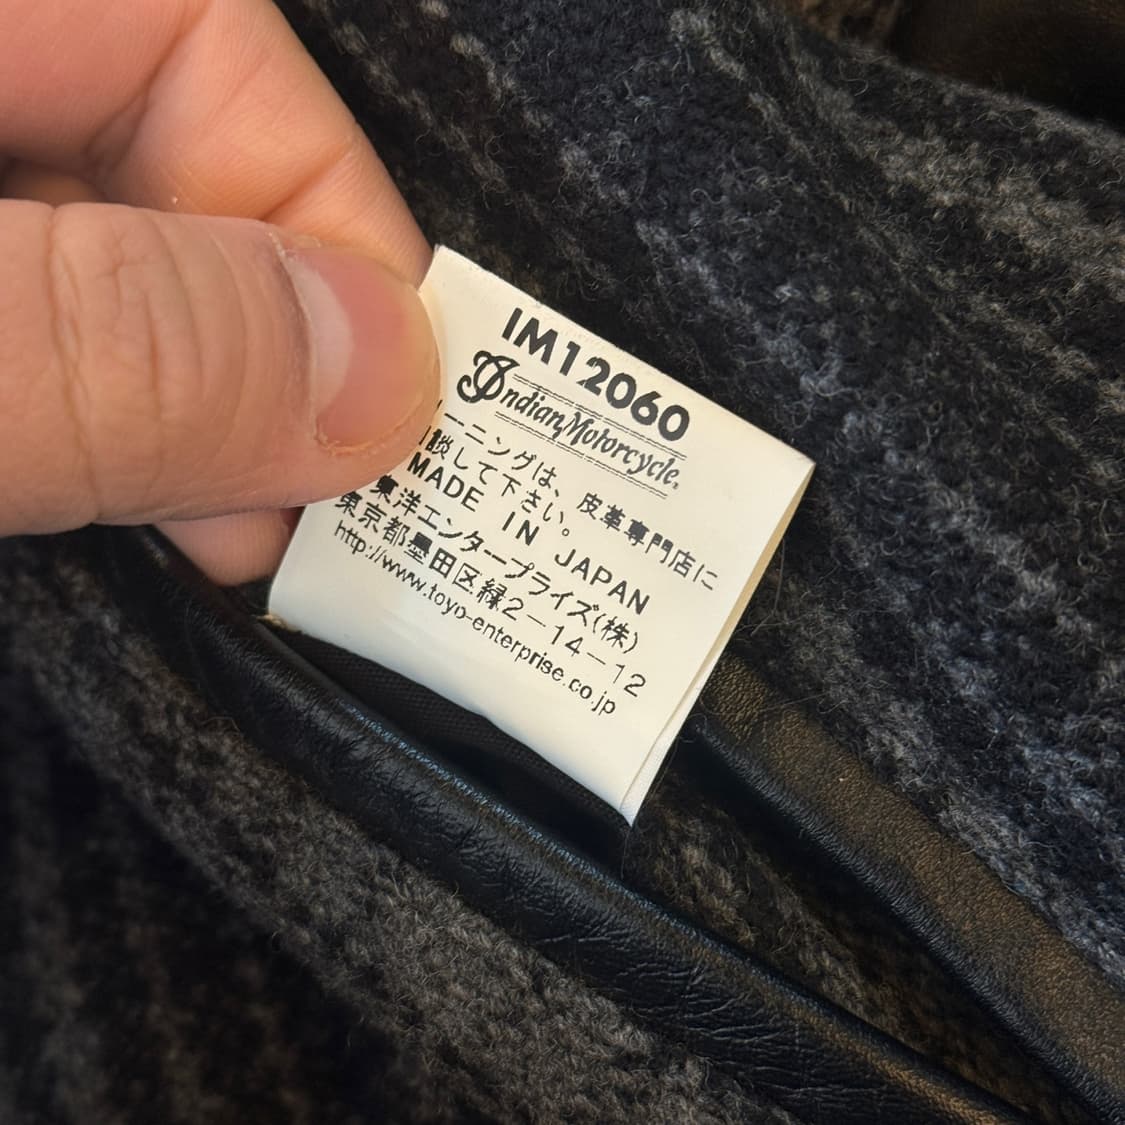 IM12060
Indian Motorcycle
ーニングは、皮革専門店に
談して下さい。
MADE IN JAPAN
東洋エンタープライズ(株)
東京都墨田区緑2-14-12
http://www.toyo-enterprise.co.jp